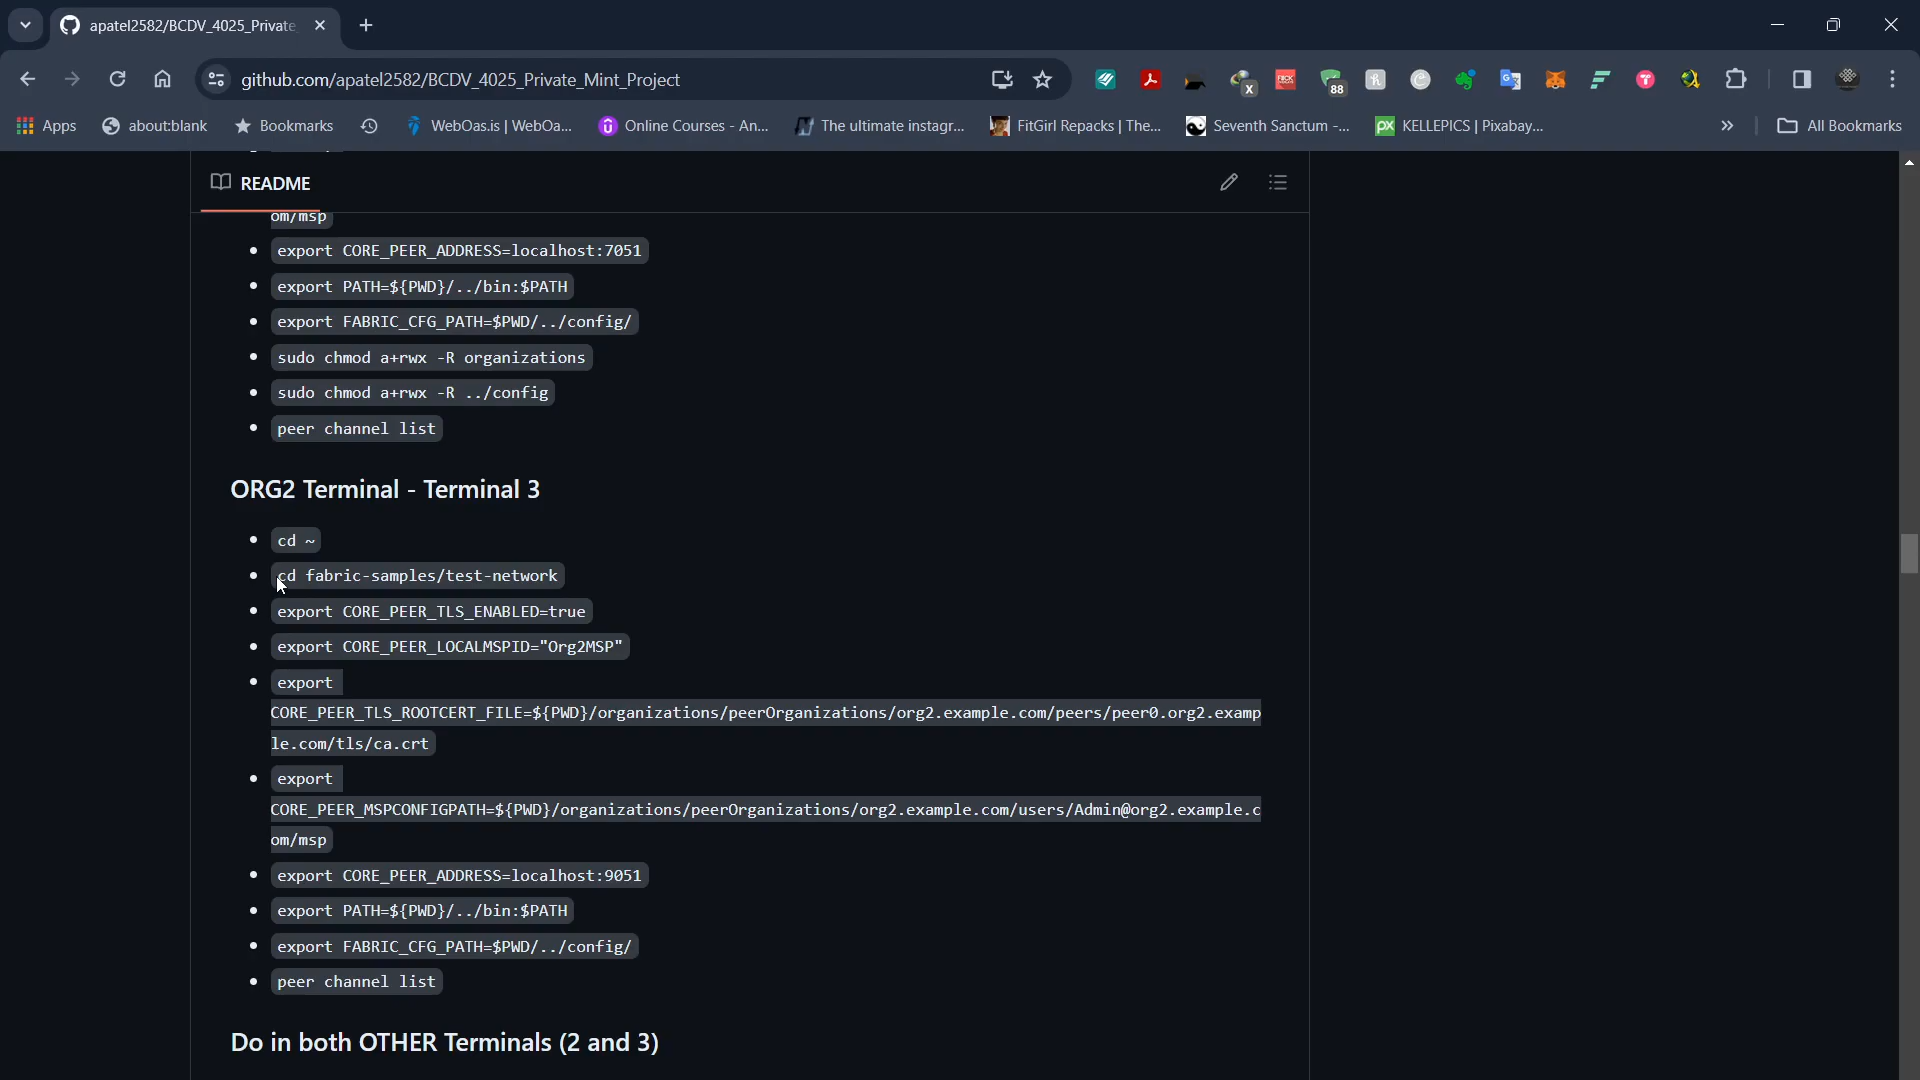 apatel2582/BCDV_4025_Private
github.com/apatel2582/BCDV_4025_Private_Mint_Project
X
88
Apps
about:blank
Bookmarks
WebOas.is | WebOa...
Online Courses - An...
The ultimate instagr...
FitGirl Repacks | The...
Seventh Sanctum -...
px
KELLEPICS | Pixabay...
All Bookmarks
README
om/msp
export CORE_PEER_ADDRESS=localhost:7051
export PATH=${PWD}/../bin:$PATH
export FABRIC_CFG_PATH=$PWD/../config/
sudo chmod a+rwx -R organizations
sudo chmod a+rwx -R ../config
peer channel list
ORG2 Terminal - Terminal 3
cd ~
cd fabric-samples/test-network
export CORE_PEER_TLS_ENABLED=true
export CORE_PEER_LOCALMSPID="Org2MSP"
export
CORE_PEER_TLS_ROOTCERT_FILE=${PWD}/organizations/peerOrganizations/org2.example.com/peers/peer0.org2.examp
le.com/tls/ca.crt
export
CORE_PEER_MSPCONFIGPATH=${PWD}/organizations/peerOrganizations/org2.example.com/users/Admin@org2.example.c
om/msp
export CORE_PEER_ADDRESS=localhost:9051
export PATH=${PWD}/../bin:$PATH
export FABRIC_CFG_PATH=$PWD/../config/
peer channel list
Do in both OTHER Terminals (2 and 3)